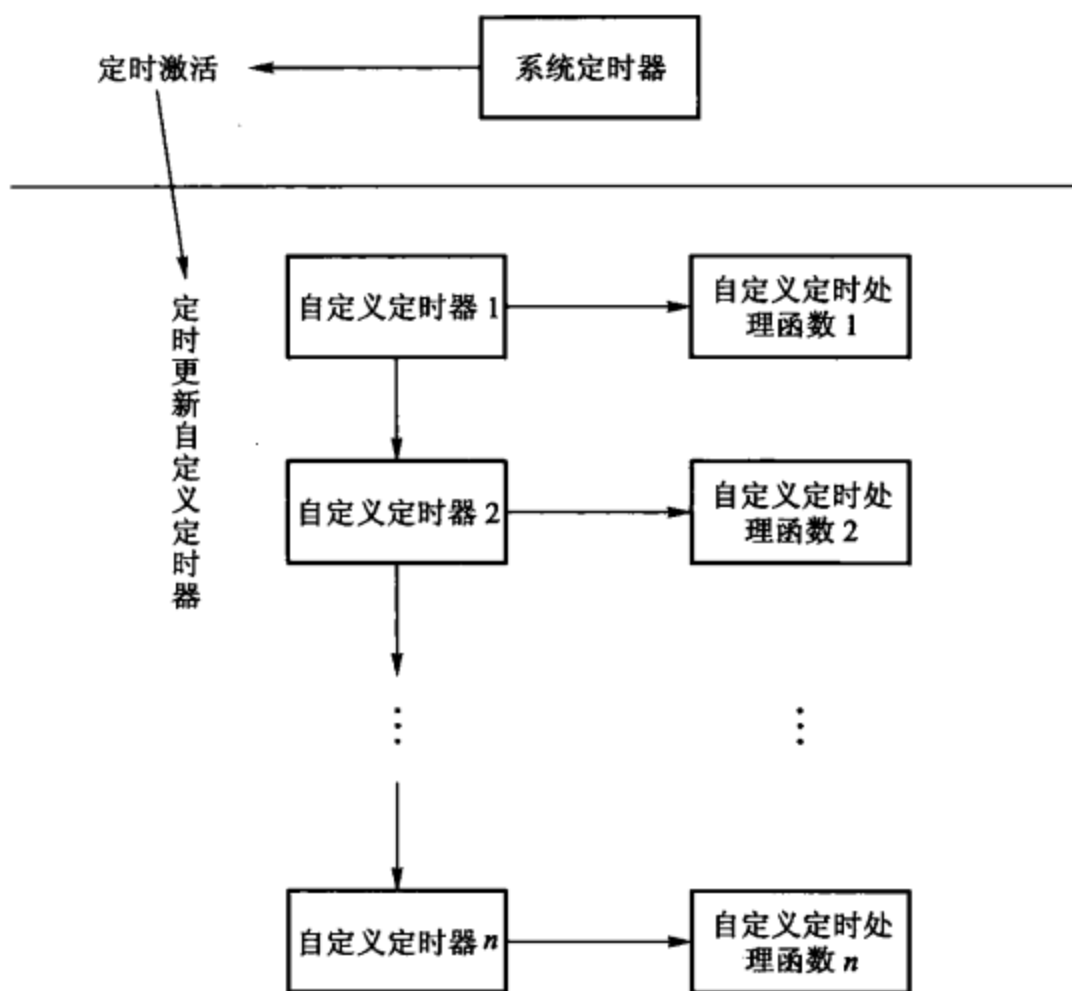 定时激活
系统定时器
定时更新自定义定时器
自定义定时器 1
自定义定时处
理函数 1
自定义定时器 2
自定义定时处
理函数 2
⋮
⋮
自定义定时器 n
自定义定时处
理函数 n